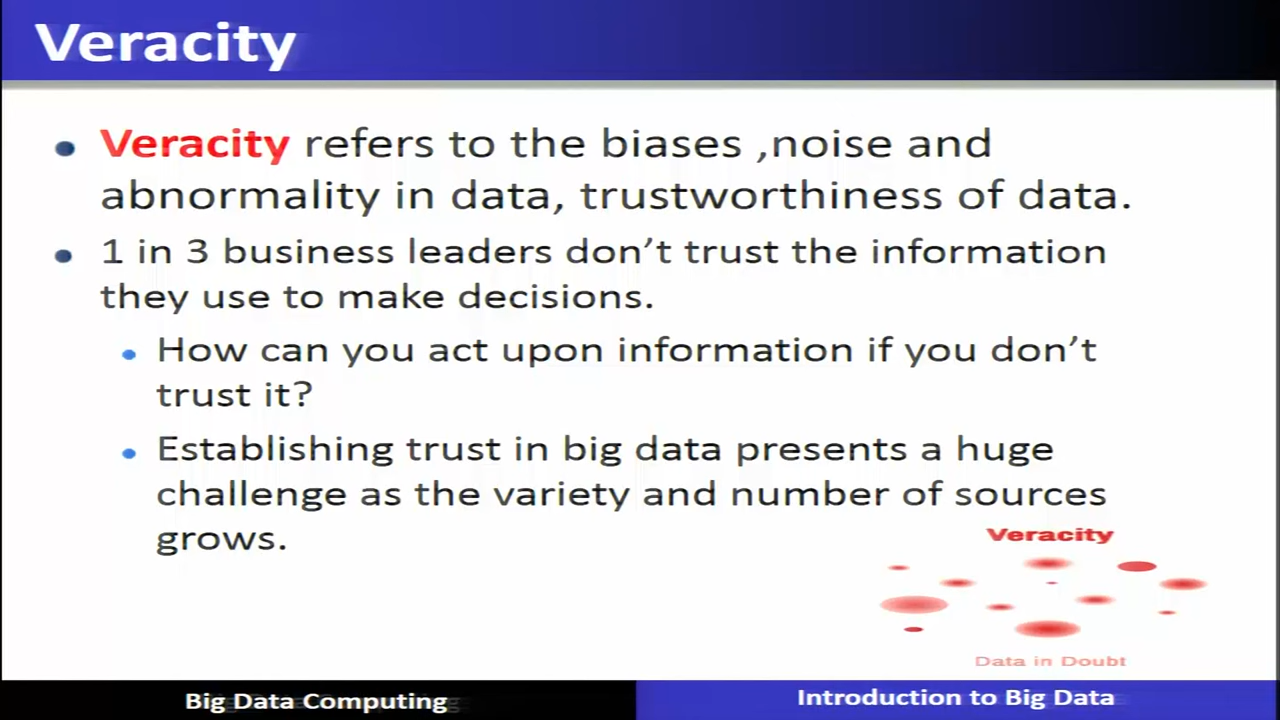 Veracity
Veracity refers to the biases ,noise and
abnormality in data, trustworthiness of data.
1 in 3 business leaders don’t trust the information
they use to make decisions.
How can you act upon information if you don’t
trust it?
Establishing trust in big data presents a huge
challenge as the variety and number of sources
grows.
Veracity
Data in Doubt
Big Data Computing
Introduction to Big Data